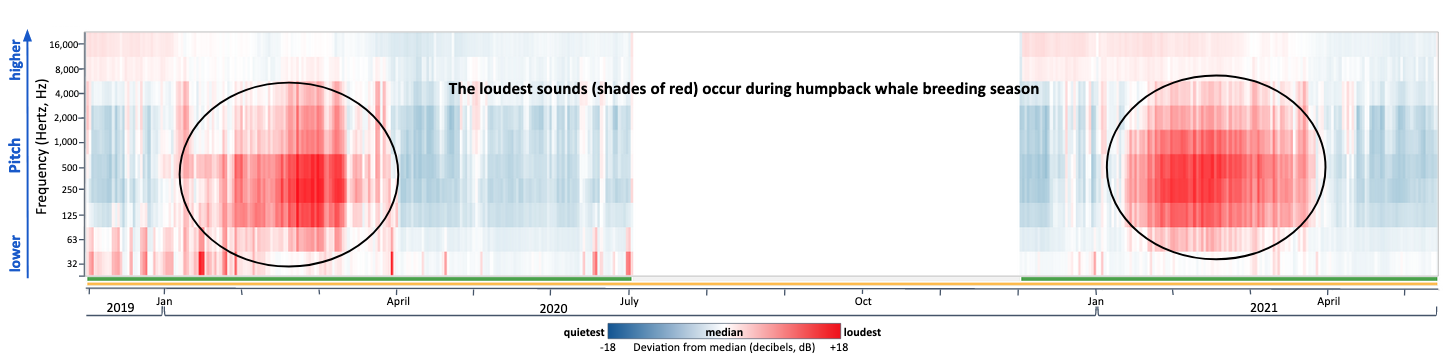 higher
Pitch
lower
Frequency (Hertz, Hz)
16,000
8,000
4,000
2,000
1,000
500
250
125
63
32
The loudest sounds (shades of red) occur during humpback whale breeding season
Jan April July Oct Jan April
2019 2020 2021
quietest median loudest
-18 Deviation from median (decibels, dB) +18